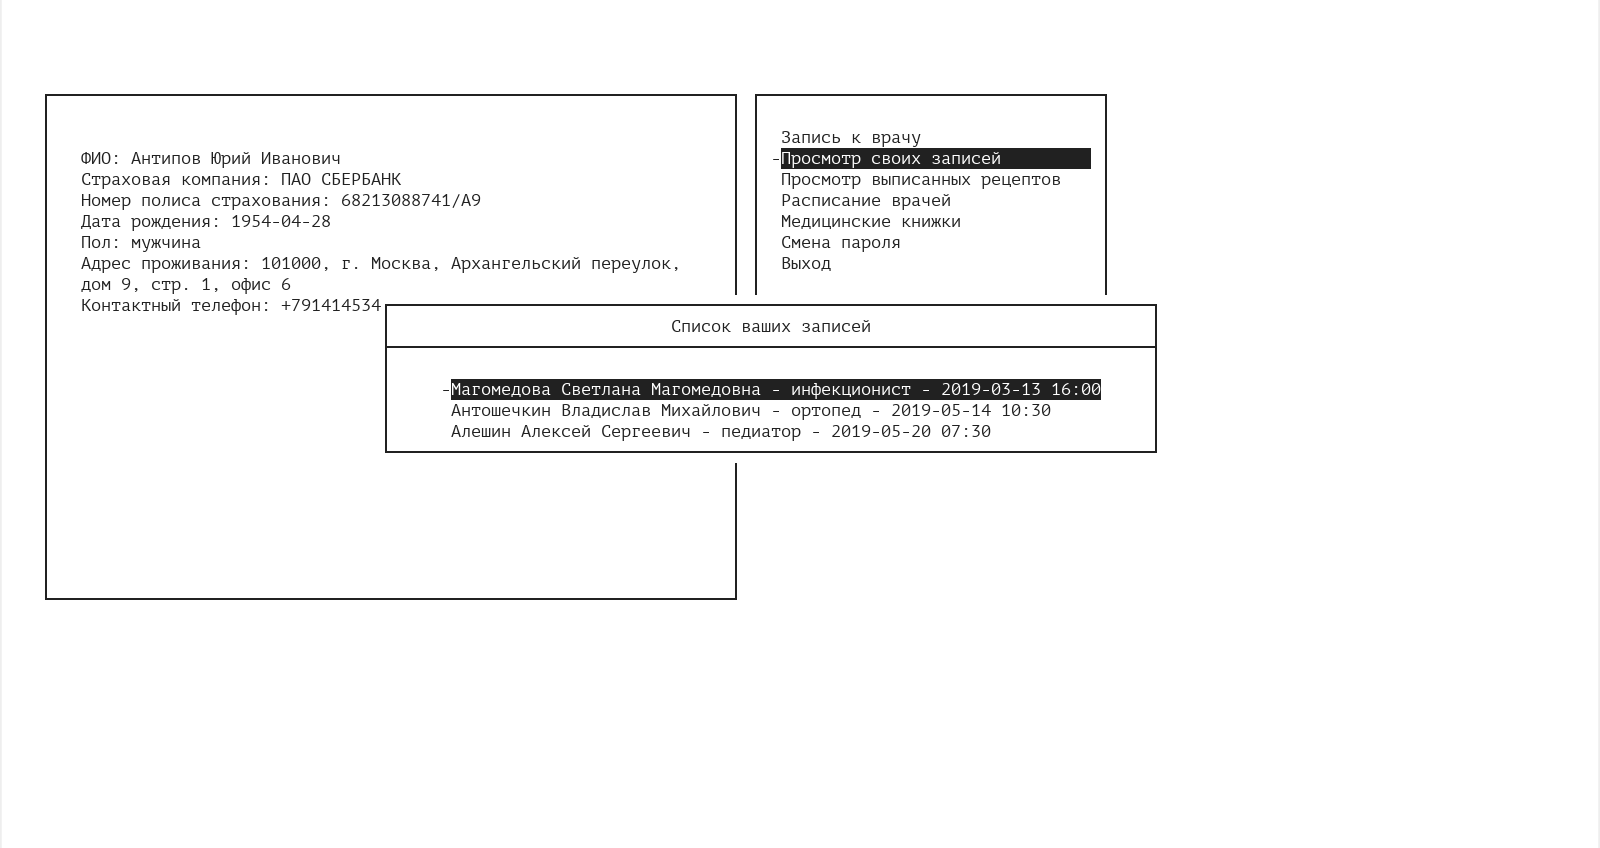 ФИО: Антипов Юрий Иванович
Страховая компания: ПАО СБЕРБАНК
Номер полиса страхования: 68213088741/А9
Дата рождения: 1954-04-28
Пол: мужчина
Адрес проживания: 101000, г. Москва, Архангельский переулок,
дом 9, стр. 1, офис 6
Контактный телефон: +791414534
Запись к врачу
-Просмотр своих записей
Просмотр выписанных рецептов
Расписание врачей
Медицинские книжки
Смена пароля
Выход
Список ваших записей
-Магомедова Светлана Магомедовна - инфекционист - 2019-03-13 16:00
Антошечкин Владислав Михайлович - ортопед - 2019-05-14 10:30
Алешин Алексей Сергеевич - педиатор - 2019-05-20 07:30